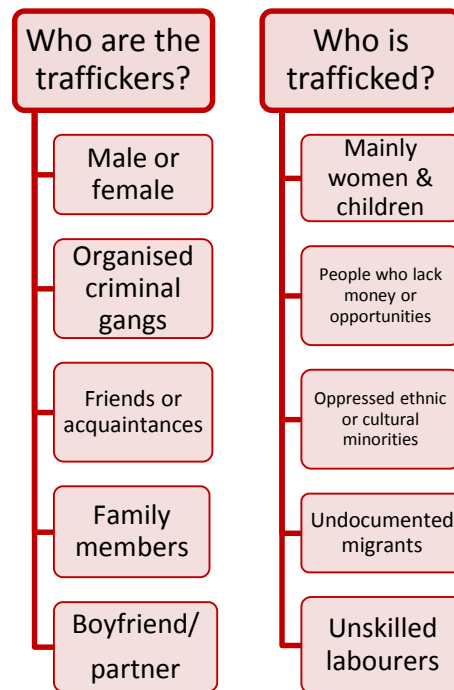 Who are the
traffickers?
Male or
female
Organised
criminal
gangs
Friends or
acquaintances
Family
members
Boyfriend/
partner
Who is
trafficked?
Mainly
women &
children
People who lack
money or
opportunities
Oppressed ethnic
or cultural
minorities
Undocumented
migrants
Unskilled
labourers